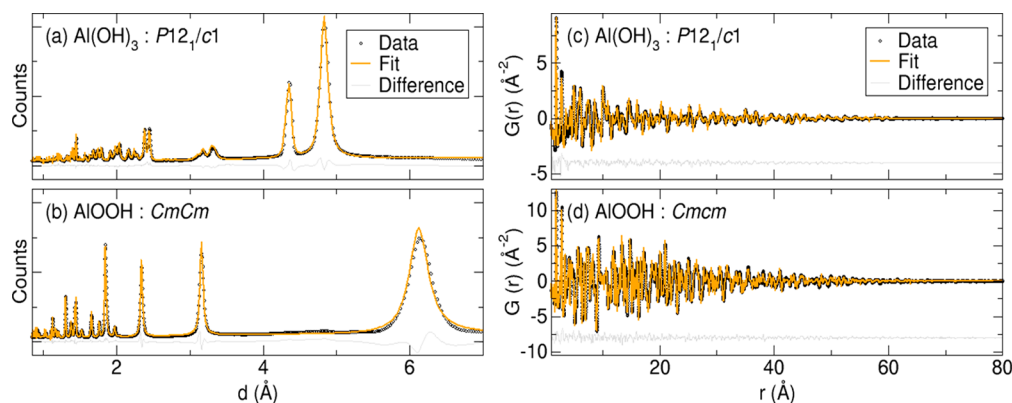 (a) Al(OH)₃ : P12₁/c1
Data
Fit
Difference
Counts
(b) AlOOH : CmCm
Counts
2 4 6
d (Å)
(c) Al(OH)₃ : P12₁/c1
Data
Fit
Difference
5
0
-5
G(r) (Å⁻²)
(d) AlOOH : Cmcm
10
5
0
-5
-10
G (r) (Å⁻²)
20 40 60 80
r (Å)